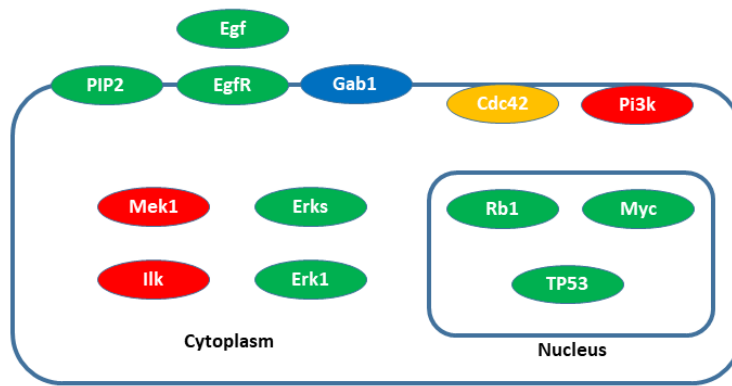 Egf
PIP2 EgfR Gab1 Cdc42 Pi3k
Mek1 Erks Rb1 Myc
Ilk Erk1 TP53
Cytoplasm Nucleus